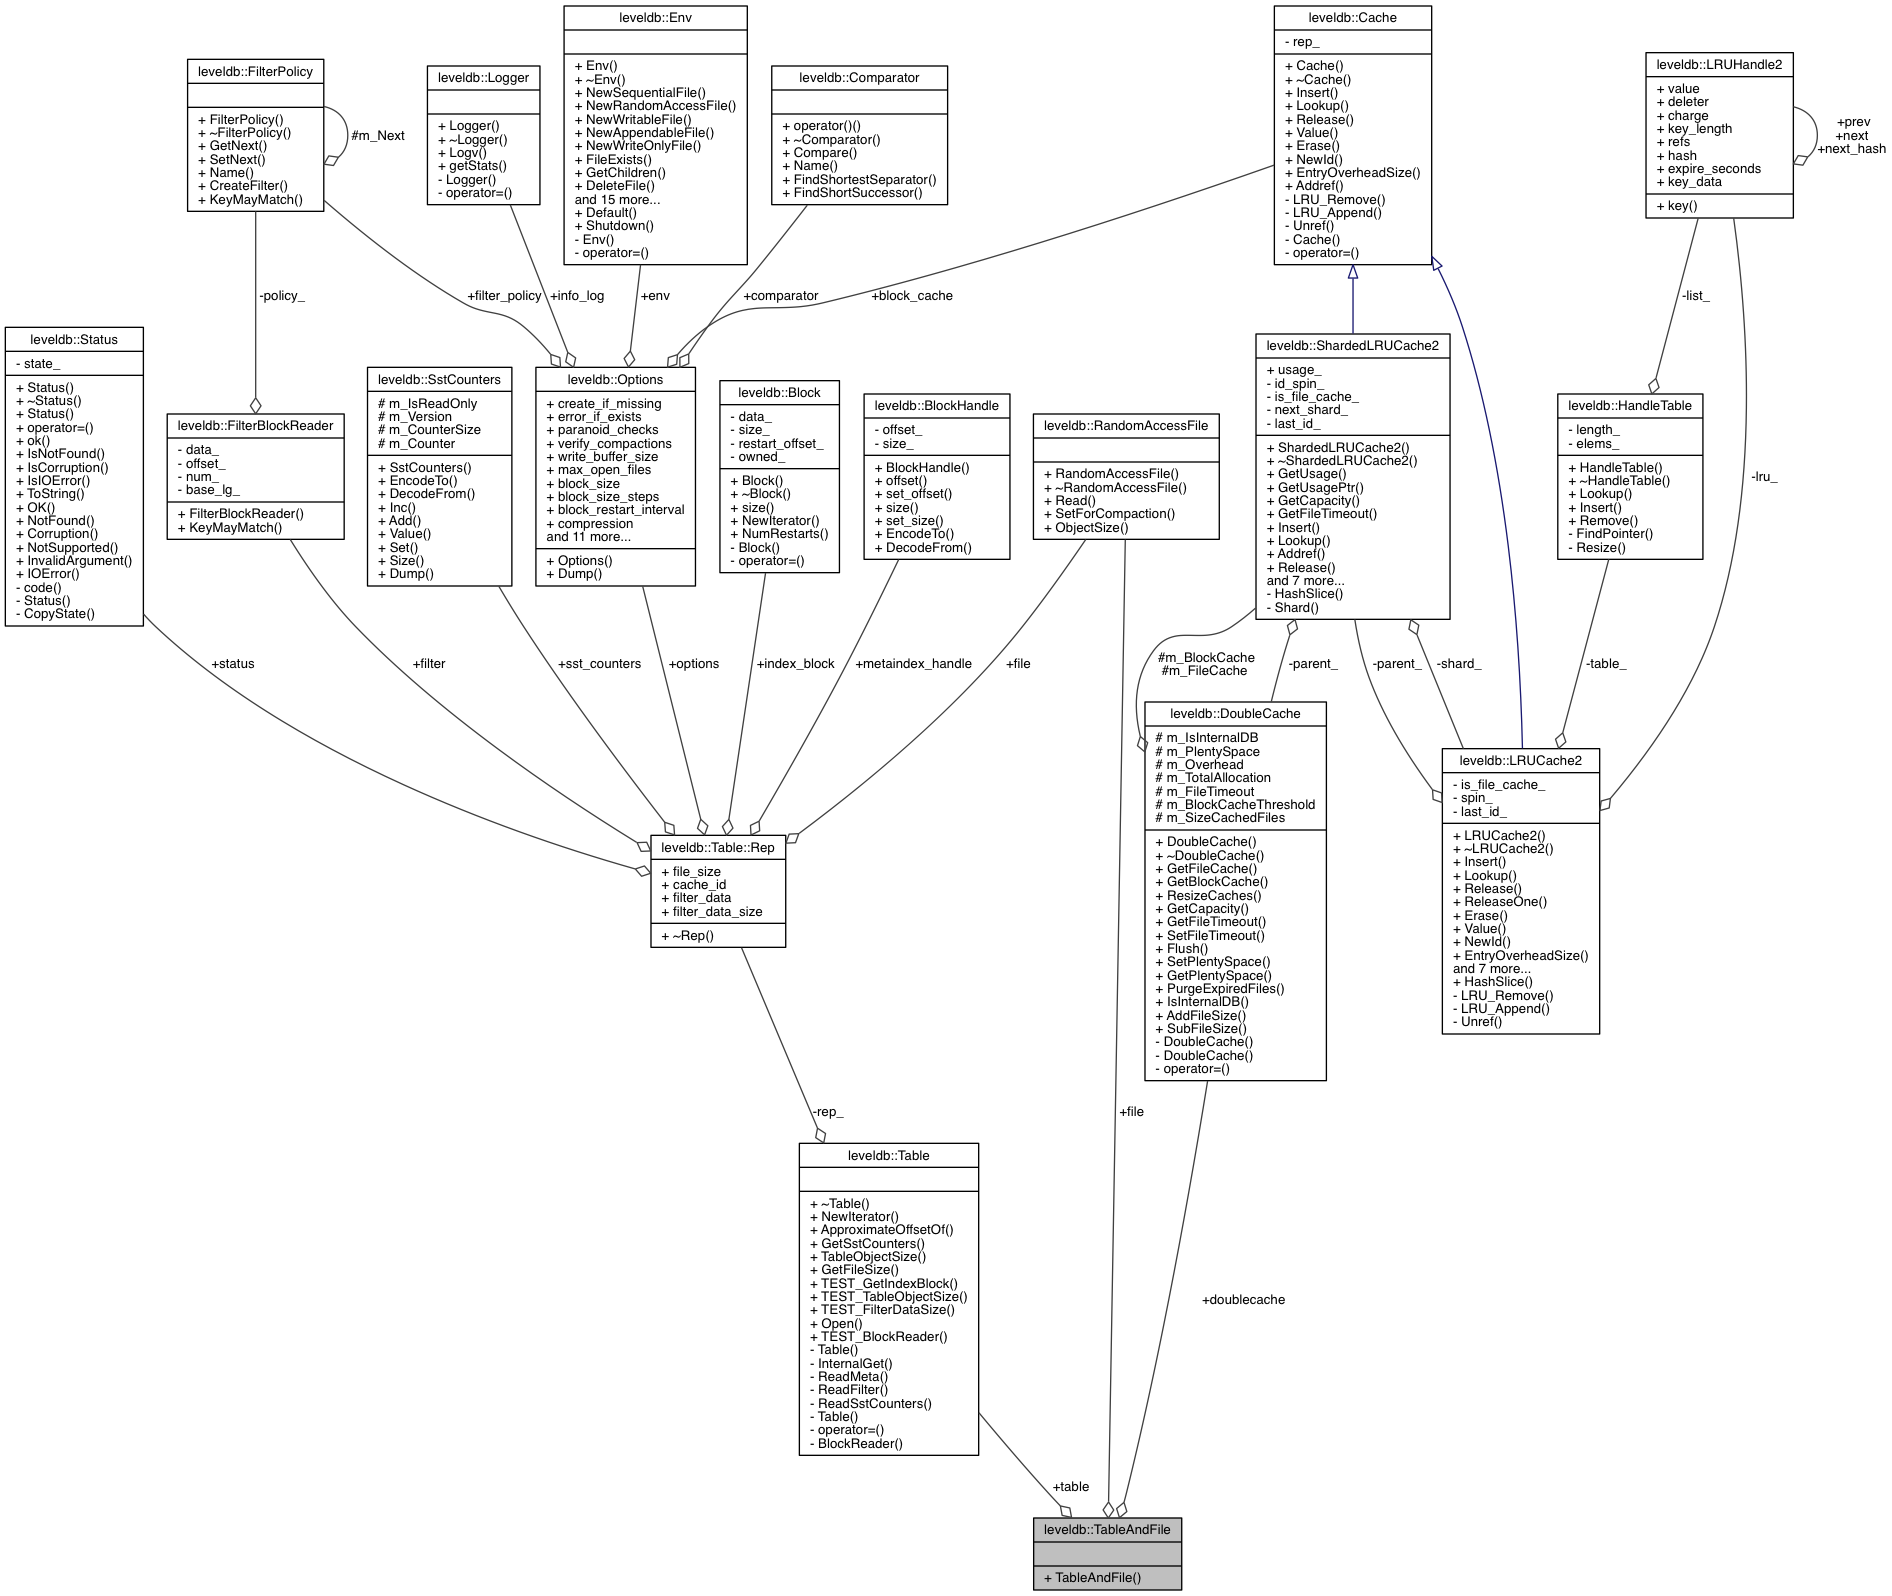 leveldb::Env
+ Env()
+ ~Env()
+ NewSequentialFile()
+ NewRandomAccessFile()
+ NewWritableFile()
+ NewAppendableFile()
+ NewWriteOnlyFile()
+ FileExists()
+ GetChildren()
+ DeleteFile()
and 15 more...
+ Default()
+ Shutdown()
- Env()
- operator=()
leveldb::Cache
- rep_
+ Cache()
+ ~Cache()
+ Insert()
+ Lookup()
+ Release()
+ Value()
+ Erase()
+ NewId()
+ EntryOverheadSize()
+ Addref()
- LRU_Remove()
- LRU_Append()
- Unref()
- Cache()
- operator=()
leveldb::FilterPolicy
+ FilterPolicy()
+ ~FilterPolicy()
+ GetNext()
+ SetNext()
+ Name()
+ CreateFilter()
+ KeyMayMatch()
#m_Next
leveldb::Logger
+ Logger()
+ ~Logger()
+ Logv()
+ getStats()
- Logger()
- operator=()
leveldb::Comparator
+ operator()()
+ ~Comparator()
+ Compare()
+ Name()
+ FindShortestSeparator()
+ FindShortSuccessor()
leveldb::LRUHandle2
+ value
+ deleter
+ charge
+ key_length
+ refs
+ hash
+ expire_seconds
+ key_data
+ key()
+prev
+next
+next_hash
-policy_
+filter_policy
+info_log
+env
+comparator
+block_cache
-list_
leveldb::Status
- state_
+ Status()
+ ~Status()
+ Status()
+ operator=()
+ ok()
+ IsNotFound()
+ IsCorruption()
+ IsIOError()
+ ToString()
+ OK()
+ NotFound()
+ Corruption()
+ NotSupported()
+ InvalidArgument()
+ IOError()
- code()
- Status()
- CopyState()
leveldb::FilterBlockReader
- data_
- offset_
- num_
- base_lg_
+ FilterBlockReader()
+ KeyMayMatch()
leveldb::SstCounters
# m_IsReadOnly
# m_Version
# m_CounterSize
# m_Counter
+ SstCounters()
+ EncodeTo()
+ DecodeFrom()
+ Inc()
+ Add()
+ Value()
+ Set()
+ Size()
+ Dump()
leveldb::Options
+ create_if_missing
+ error_if_exists
+ paranoid_checks
+ verify_compactions
+ write_buffer_size
+ max_open_files
+ block_size
+ block_size_steps
+ block_restart_interval
+ compression
and 11 more...
+ Options()
+ Dump()
leveldb::Block
- data_
- size_
- restart_offset_
- owned_
+ Block()
+ ~Block()
+ size()
+ NewIterator()
+ NumRestarts()
- Block()
- operator=()
leveldb::BlockHandle
- offset_
- size_
+ BlockHandle()
+ offset()
+ set_offset()
+ size()
+ set_size()
+ EncodeTo()
+ DecodeFrom()
leveldb::RandomAccessFile
+ RandomAccessFile()
+ ~RandomAccessFile()
+ Read()
+ SetForCompaction()
+ ObjectSize()
leveldb::ShardedLRUCache2
+ usage_
- id_spin_
- is_file_cache_
- next_shard_
- last_id_
+ ShardedLRUCache2()
+ ~ShardedLRUCache2()
+ GetUsage()
+ GetUsagePtr()
+ GetCapacity()
+ GetFileTimeout()
+ Insert()
+ Lookup()
+ Addref()
+ Release()
and 7 more...
- HashSlice()
- Shard()
leveldb::HandleTable
- length_
- elems_
+ HandleTable()
+ ~HandleTable()
+ Lookup()
+ Insert()
+ Remove()
- FindPointer()
- Resize()
-lru_
+status
+filter
+sst_counters
+options
+index_block
+metaindex_handle
+file
#m_BlockCache
#m_FileCache
-parent_
-parent_
-shard_
-table_
leveldb::DoubleCache
# m_IsInternalDB
# m_PlentySpace
# m_Overhead
# m_TotalAllocation
# m_FileTimeout
# m_BlockCacheThreshold
# m_SizeCachedFiles
+ DoubleCache()
+ ~DoubleCache()
+ GetFileCache()
+ GetBlockCache()
+ ResizeCaches()
+ GetCapacity()
+ GetFileTimeout()
+ SetFileTimeout()
+ Flush()
+ SetPlentySpace()
+ GetPlentySpace()
+ PurgeExpiredFiles()
+ IsInternalDB()
+ AddFileSize()
+ SubFileSize()
- DoubleCache()
- DoubleCache()
- operator=()
leveldb::LRUCache2
- is_file_cache_
- spin_
- last_id_
+ LRUCache2()
+ ~LRUCache2()
+ Insert()
+ Lookup()
+ Release()
+ ReleaseOne()
+ Erase()
+ Value()
+ NewId()
+ EntryOverheadSize()
and 7 more...
+ HashSlice()
- LRU_Remove()
- LRU_Append()
- Unref()
leveldb::Table::Rep
+ file_size
+ cache_id
+ filter_data
+ filter_data_size
+ ~Rep()
-rep_
+file
leveldb::Table
+ ~Table()
+ NewIterator()
+ ApproximateOffsetOf()
+ GetSstCounters()
+ TableObjectSize()
+ GetFileSize()
+ TEST_GetIndexBlock()
+ TEST_TableObjectSize()
+ TEST_FilterDataSize()
+ Open()
+ TEST_BlockReader()
- Table()
- InternalGet()
- ReadMeta()
- ReadFilter()
- ReadSstCounters()
- Table()
- operator=()
- BlockReader()
+doublecache
+table
leveldb::TableAndFile
+ TableAndFile()